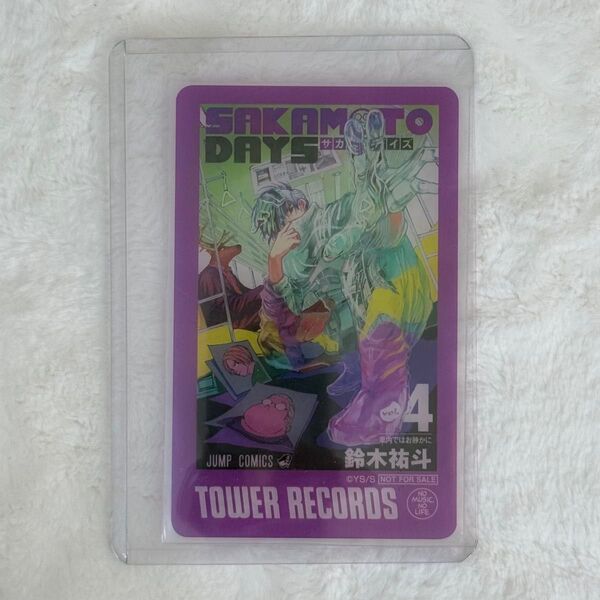 SAKAMOTO
DAYS サカモトデイズ
vol. 4
車内ではお静かに
JUMP COMICS 鈴木祐斗
©YS/S NOT FOR SALE
TOWER RECORDS
NO
MUSIC,
NO
LIFE.